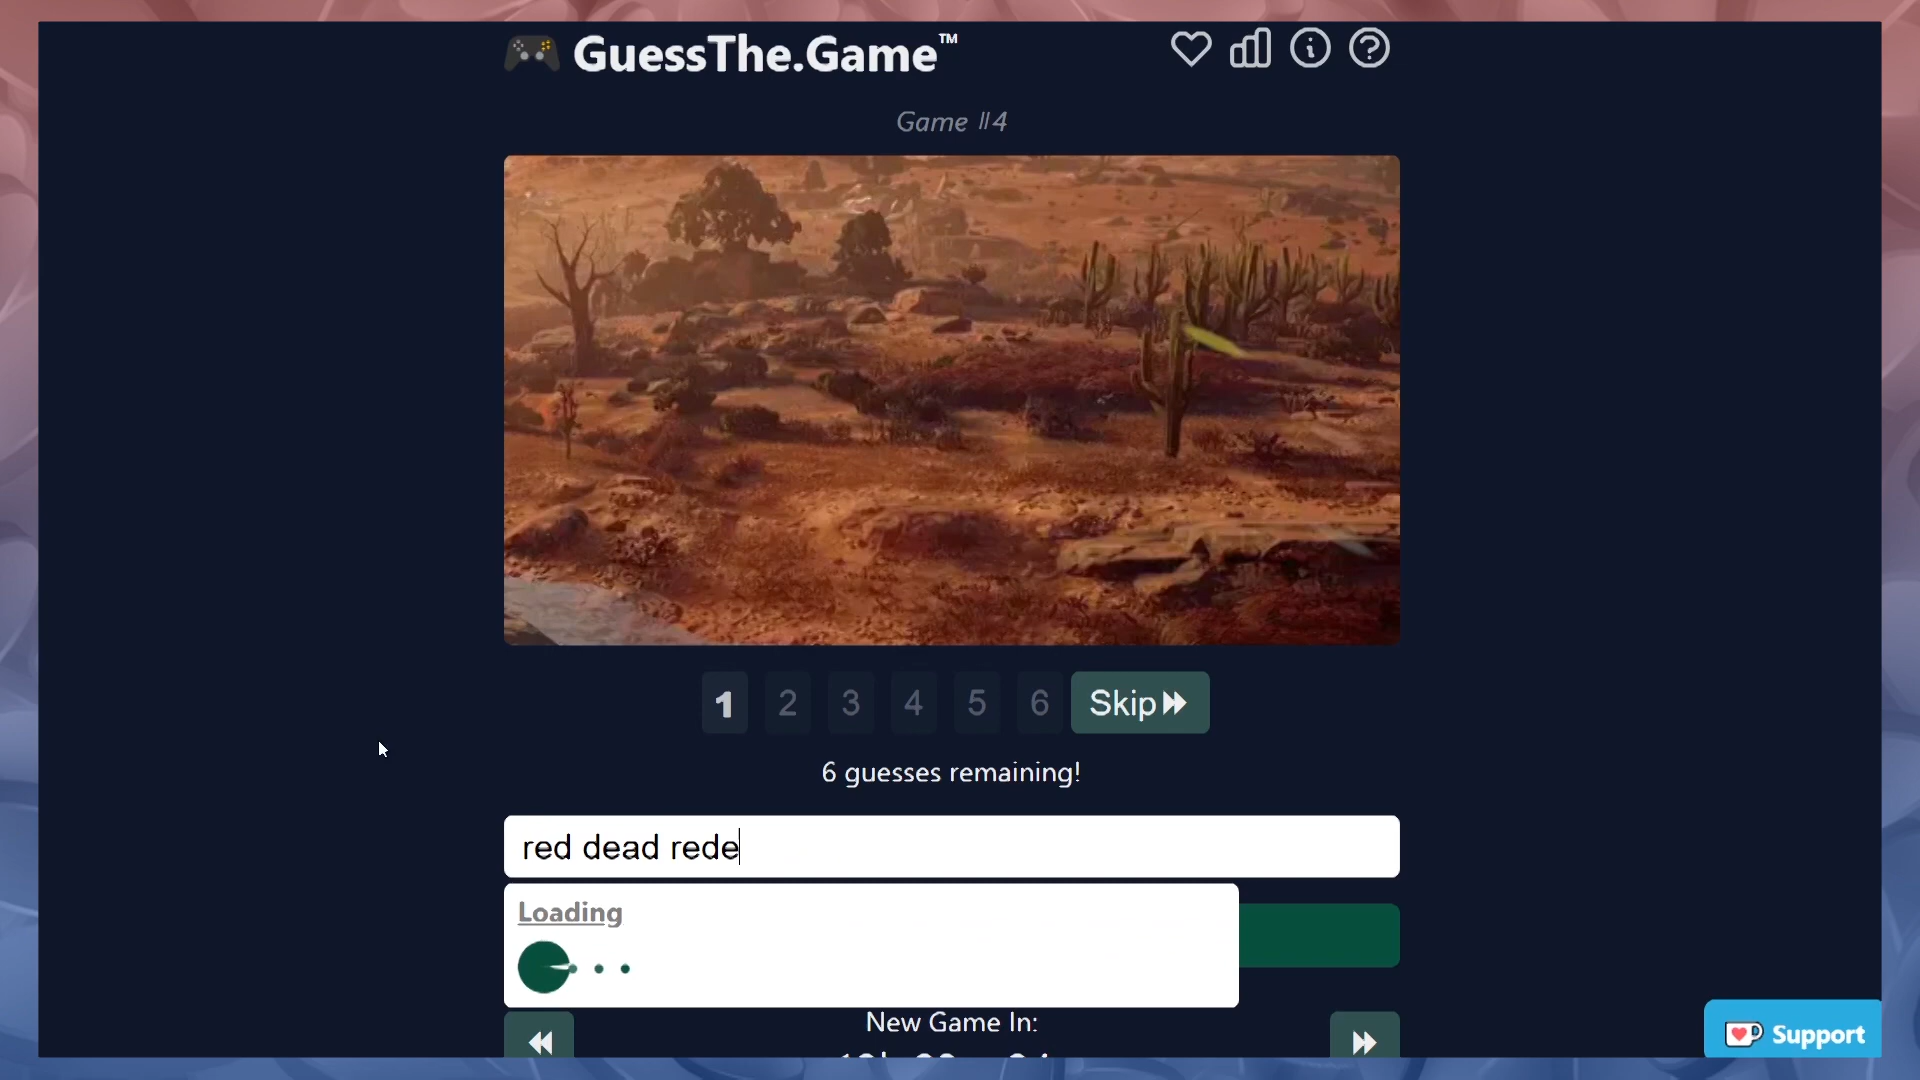 GuessThe.Game™
Game #4
1 2 3 4 5 6 Skip
6 guesses remaining!
red dead rede
Loading
New Game In:
Support